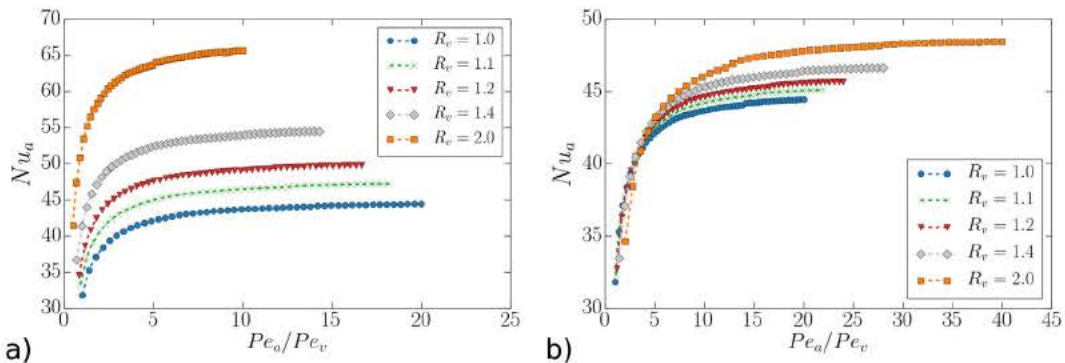 70
65
60
55
50
45
40
35
30
Nu_a
0 5 10 15 20 25
Pe_a/Pe_v
R_v = 1.0
R_v = 1.1
R_v = 1.2
R_v = 1.4
R_v = 2.0
a)
50
45
40
35
30
Nu_a
0 5 10 15 20 25 30 35 40 45
Pe_a/Pe_v
R_v = 1.0
R_v = 1.1
R_v = 1.2
R_v = 1.4
R_v = 2.0
b)